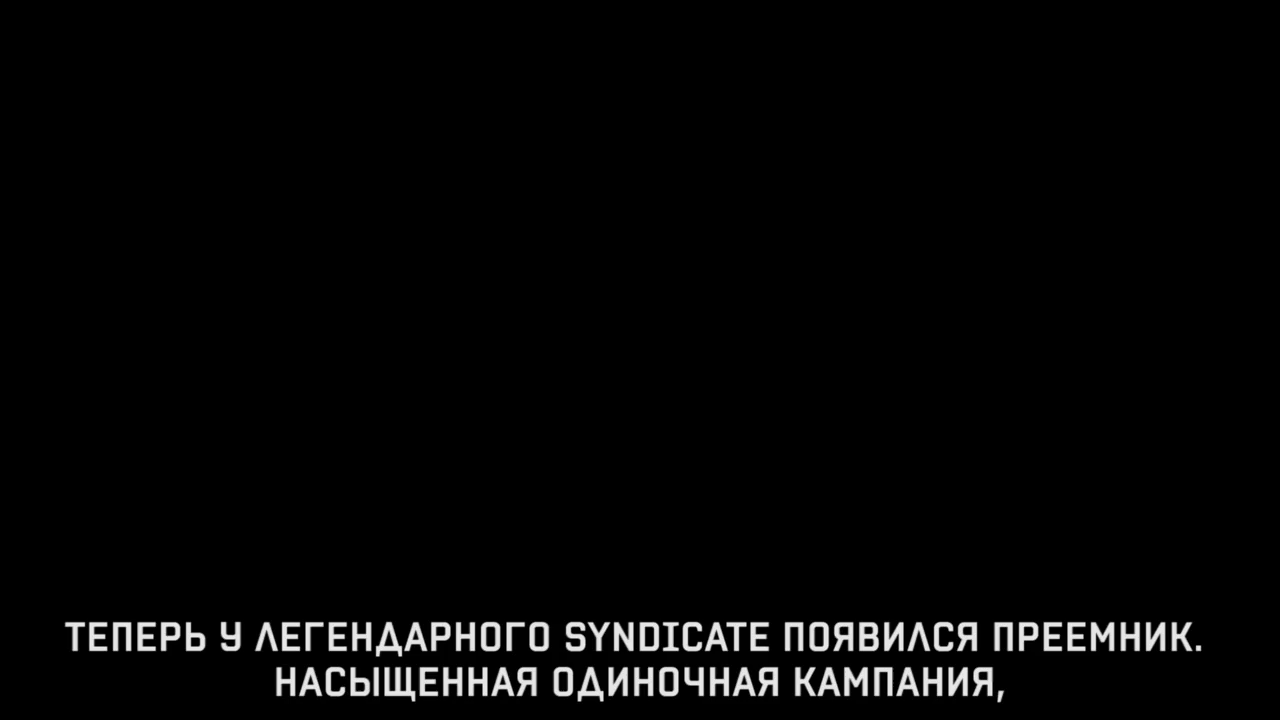 ТЕПЕРЬ У ЛЕГЕНДАРНОГО SYNDICATE ПОЯВИЛСЯ ПРЕЕМНИК.
НАСЫЩЕННАЯ ОДИНОЧНАЯ КАМПАНИЯ,